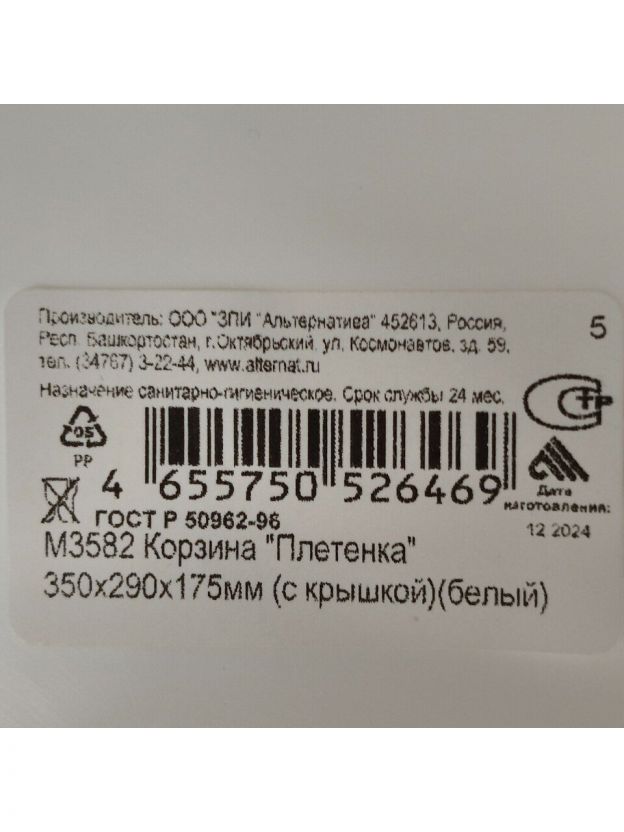 Производитель: ООО "ЗПИ "Альтернатива" 452613, Россия,
Респ. Башкортостан, г.Октябрьский, ул. Космонавтов, зд. 59,
тел. (34767) 3-22-44, www.alternat.ru
5
Назначение санитарно-гигиеническое. Срок службы 24 мес.
05
PP
4 655750 526469
ГОСТ Р 50962-96
Дата
изготовления:
12 2024
М3582 Корзина "Плетенка"
350х290х175мм (с крышкой)(белый)